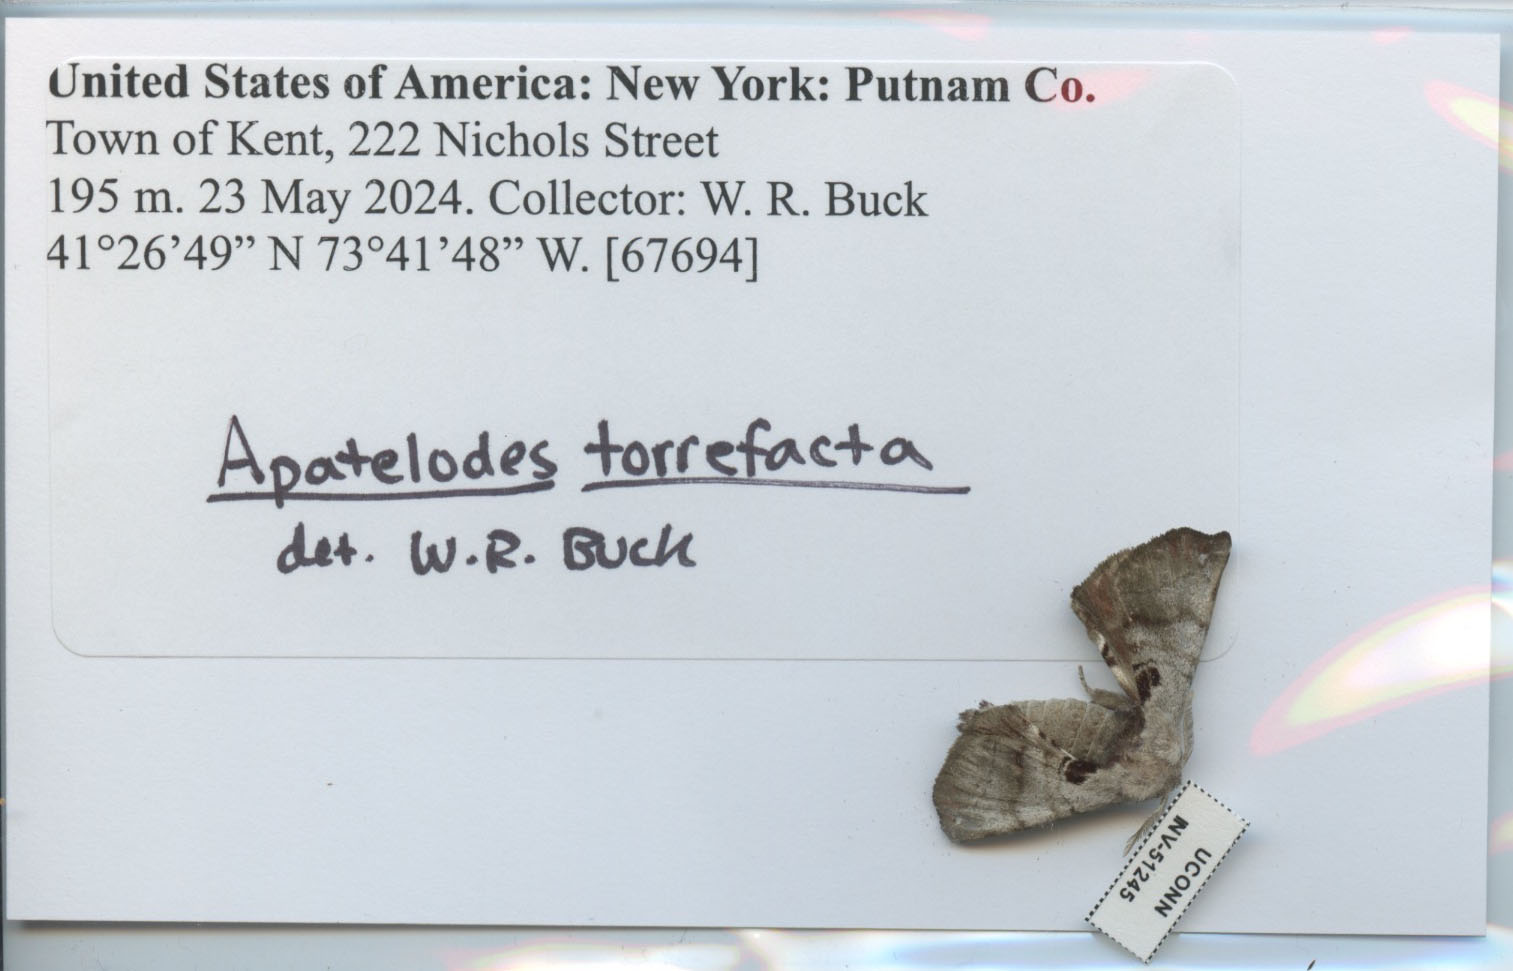 United States of America: New York: Putnam Co.
Town of Kent, 222 Nichols Street
195 m. 23 May 2024. Collector: W. R. Buck
41°26’49” N 73°41’48” W. [67694]
Apatelodes torrefacta
det. W.R. Buck
UCONN
NV-51245